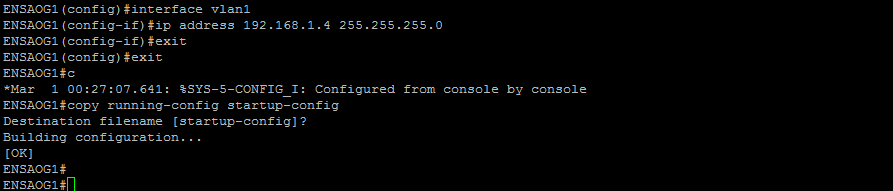 ENSAOG1(config)#interface vlan1
ENSAOG1(config-if)#ip address 192.168.1.4 255.255.255.0
ENSAOG1(config-if)#exit
ENSAOG1(config)#exit
ENSAOG1#c
*Mar  1 00:27:07.641: %SYS-5-CONFIG_I: Configured from console by console
ENSAOG1#copy running-config startup-config
Destination filename [startup-config]?
Building configuration...
[OK]
ENSAOG1#
ENSAOG1#